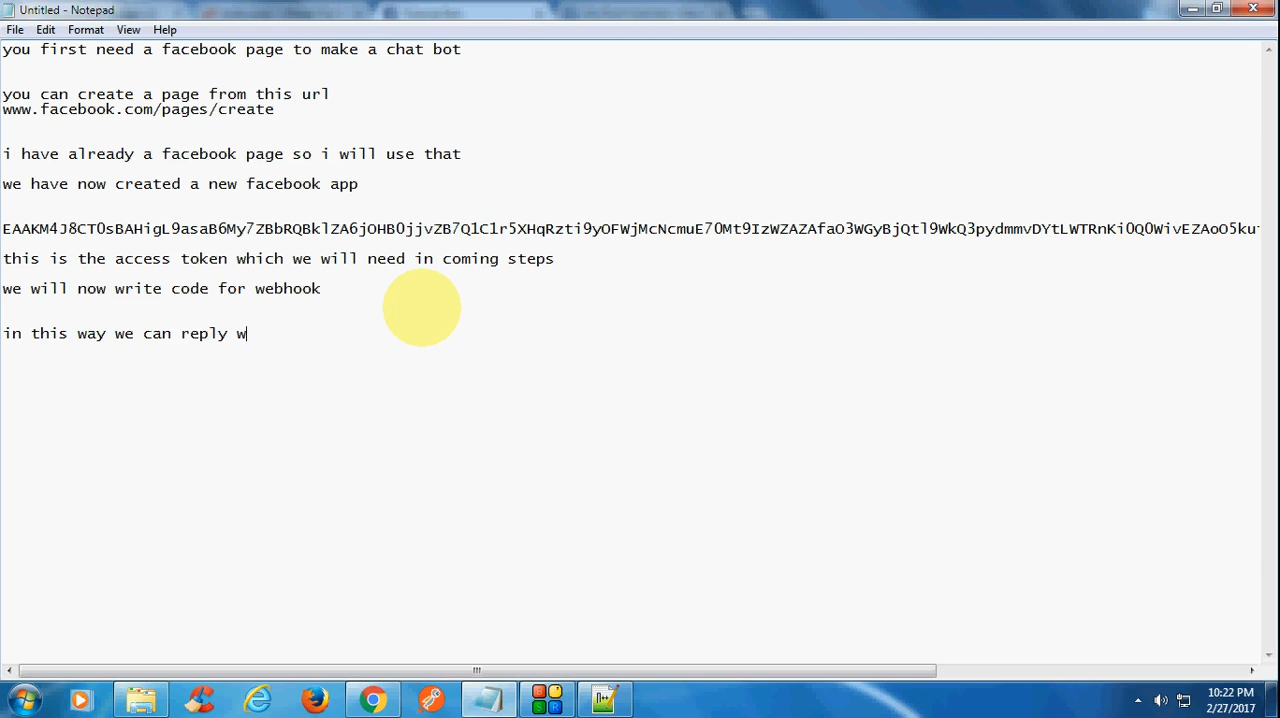 Untitled - Notepad
File Edit Format View Help
you first need a facebook page to make a chat bot
you can create a page from this url
www.facebook.com/pages/create
i have already a facebook page so i will use that
we have now created a new facebook app
this is the access token which we will need in coming steps
we will now write code for webhook
in this way we can reply w
10:22 PM
2/27/2017